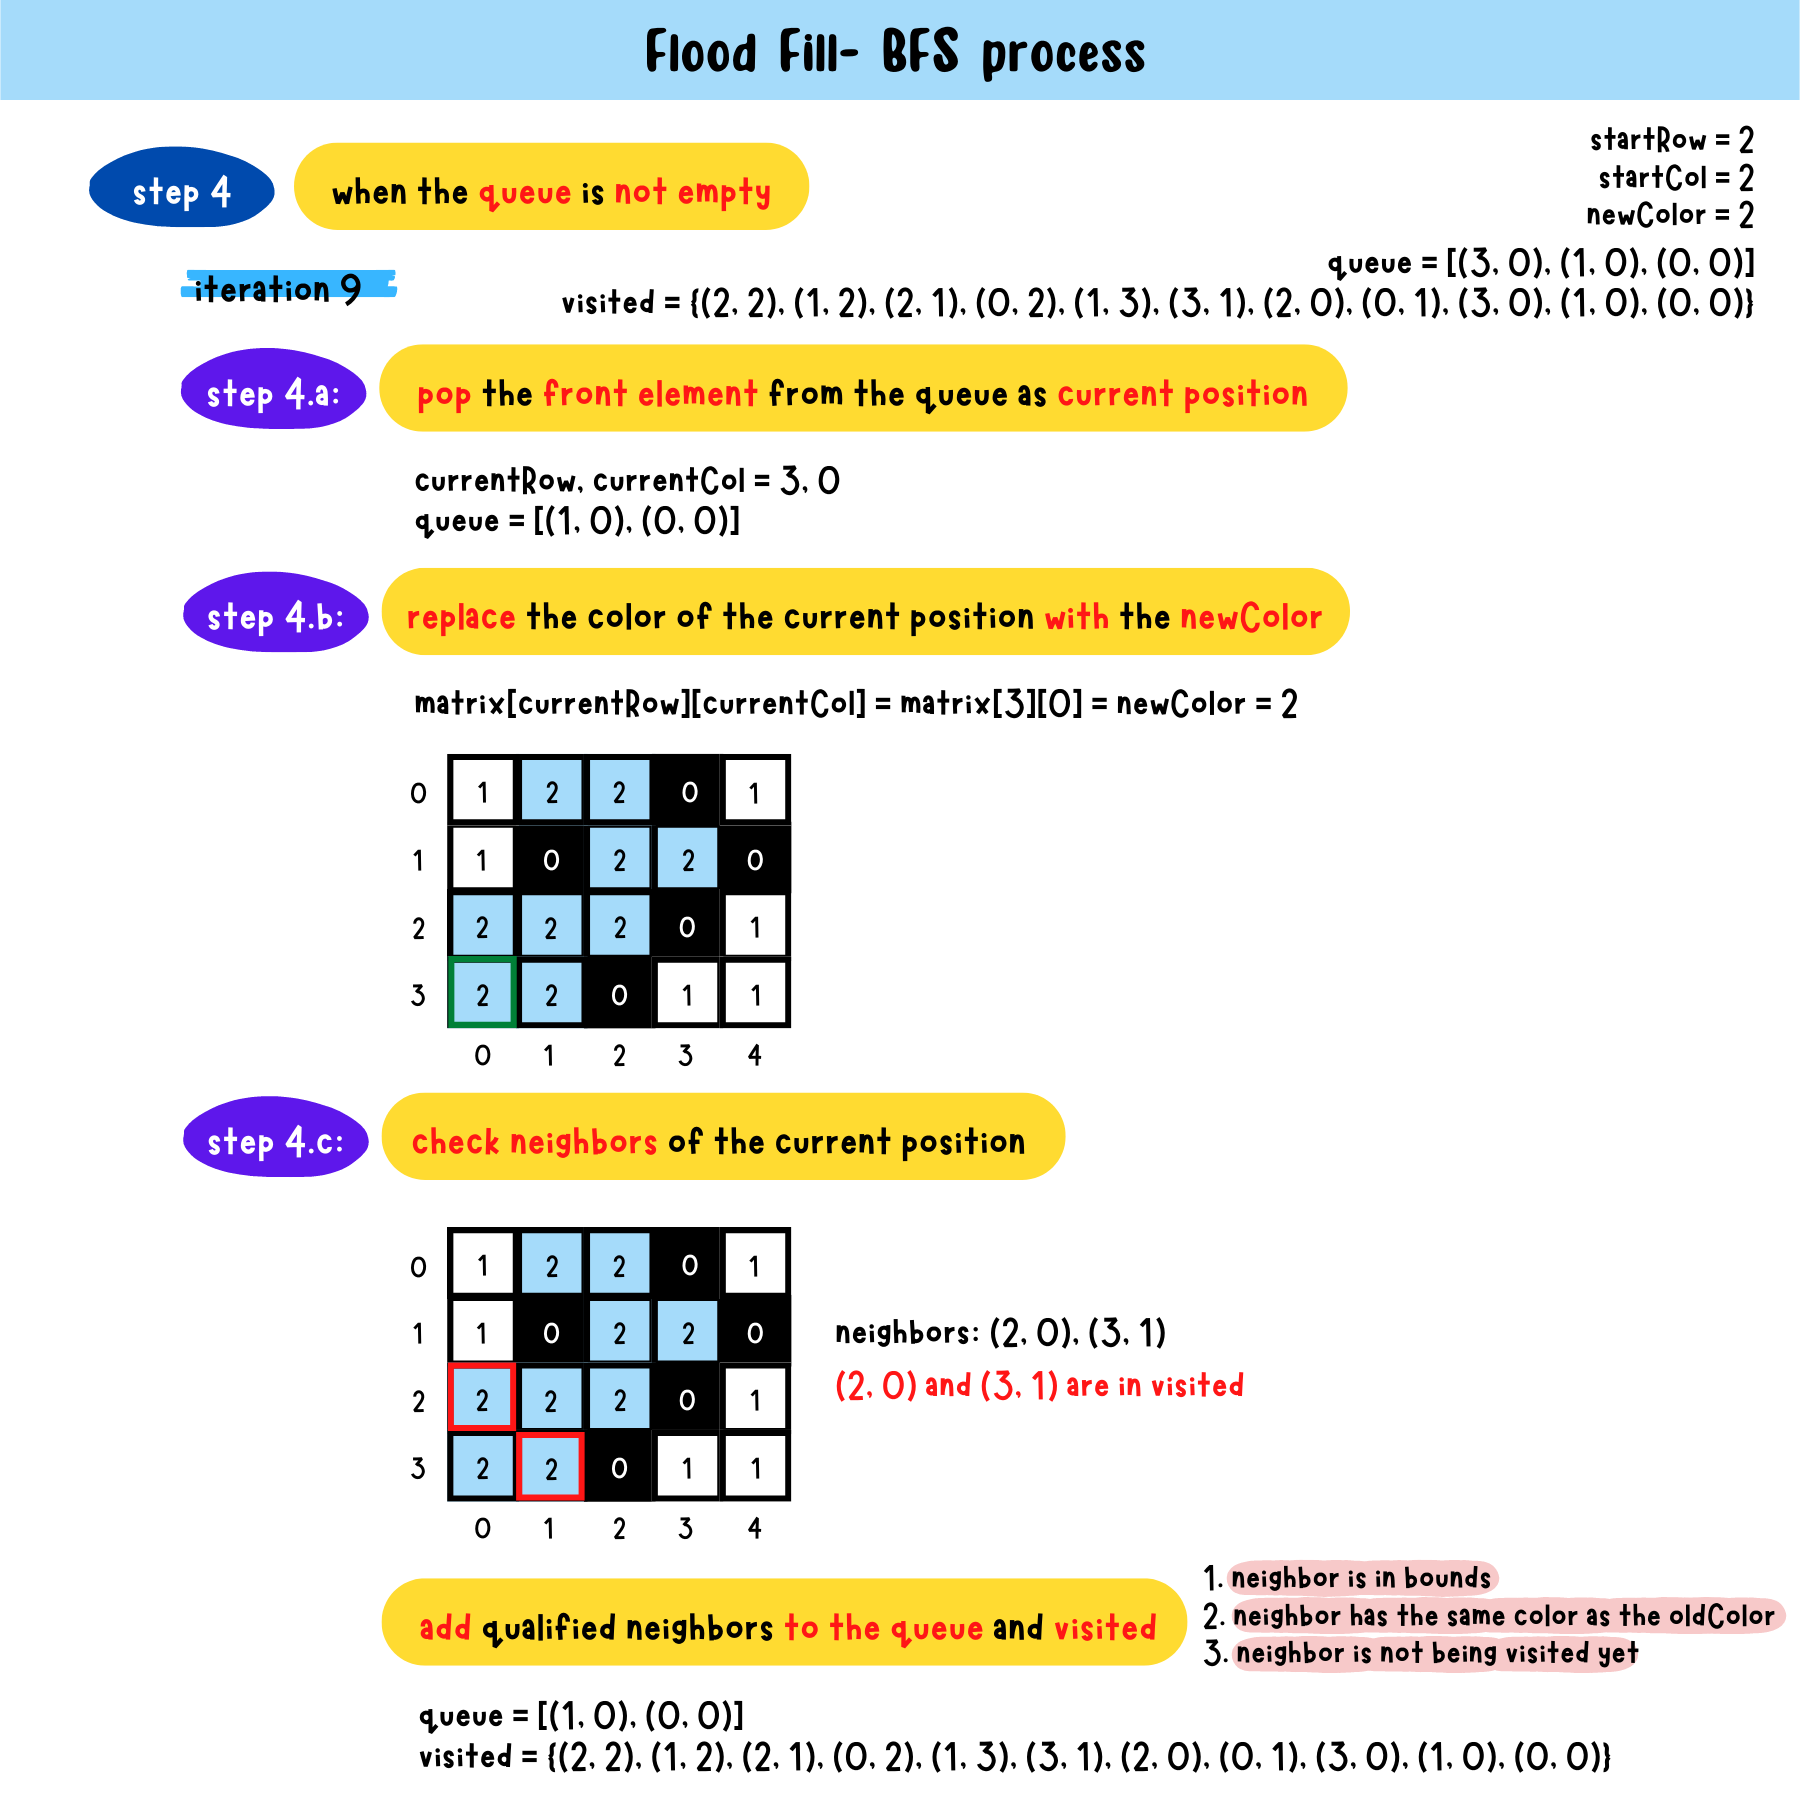 Flood Fill- BFS process
startRow = 2
step 4
when the queue is not empty
startCol = 2
newColor = 2
queue = [(3, 0), (1, 0), (0, 0)]
iteration 9
visited = {(2, 2), (1, 2), (2, 1), (0, 2), (1, 3), (3, 1), (2, 0), (0, 1), (3, 0), (1, 0), (0, 0)}
step 4.a:
pop the front element from the queue as current position
currentRow, currentCol = 3, 0
queue = [(1, 0), (0, 0)]
step 4.b:
replace the color of the current position with the newColor
matrix[currentRow][currentCol] = matrix[3][0] = newColor = 2
0 1 2 2 0 1
1 1 0 2 2 0
2 2 2 2 0 1
3 2 2 0 1 1
0 1 2 3 4
step 4.c:
check neighbors of the current position
0 1 2 2 0 1
1 1 0 2 2 0
2 2 2 2 0 1
3 2 2 0 1 1
0 1 2 3 4
neighbors: (2, 0), (3, 1)
(2, 0) and (3, 1) are in visited
add qualified neighbors to the queue and visited
1. neighbor is in bounds
2. neighbor has the same color as the oldColor
3. neighbor is not being visited yet
queue = [(1, 0), (0, 0)]
visited = {(2, 2), (1, 2), (2, 1), (0, 2), (1, 3), (3, 1), (2, 0), (0, 1), (3, 0), (1, 0), (0, 0)}